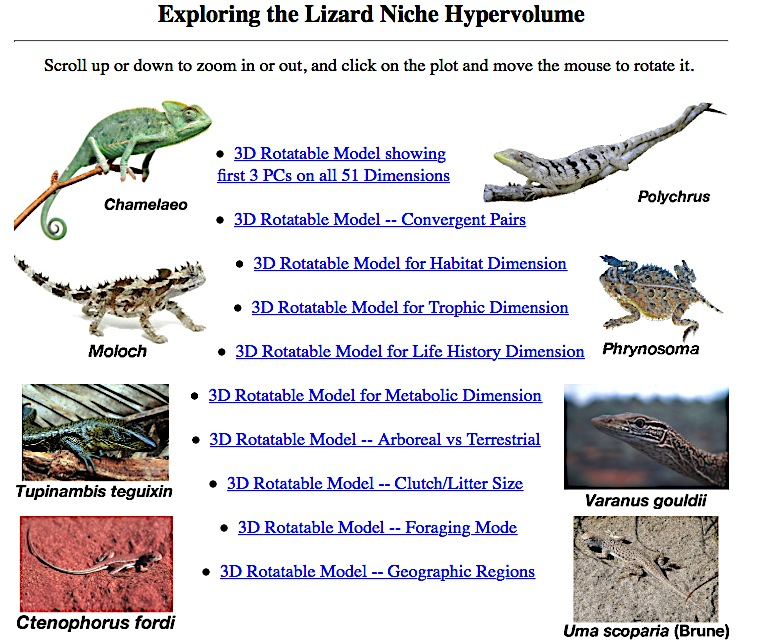 Exploring the Lizard Niche Hypervolume
Scroll up or down to zoom in or out, and click on the plot and move the mouse to rotate it.
• 3D Rotatable Model showing
first 3 PCs on all 51 Dimensions
Chamelaeo
Polychrus
• 3D Rotatable Model -- Convergent Pairs
• 3D Rotatable Model for Habitat Dimension
• 3D Rotatable Model for Trophic Dimension
Moloch
• 3D Rotatable Model for Life History Dimension
Phrynosoma
• 3D Rotatable Model for Metabolic Dimension
• 3D Rotatable Model -- Arboreal vs Terrestrial
• 3D Rotatable Model -- Clutch/Litter Size
Tupinambis teguixin
Varanus gouldii
• 3D Rotatable Model -- Foraging Mode
• 3D Rotatable Model -- Geographic Regions
Ctenophorus fordi
Uma scoparia (Brune)